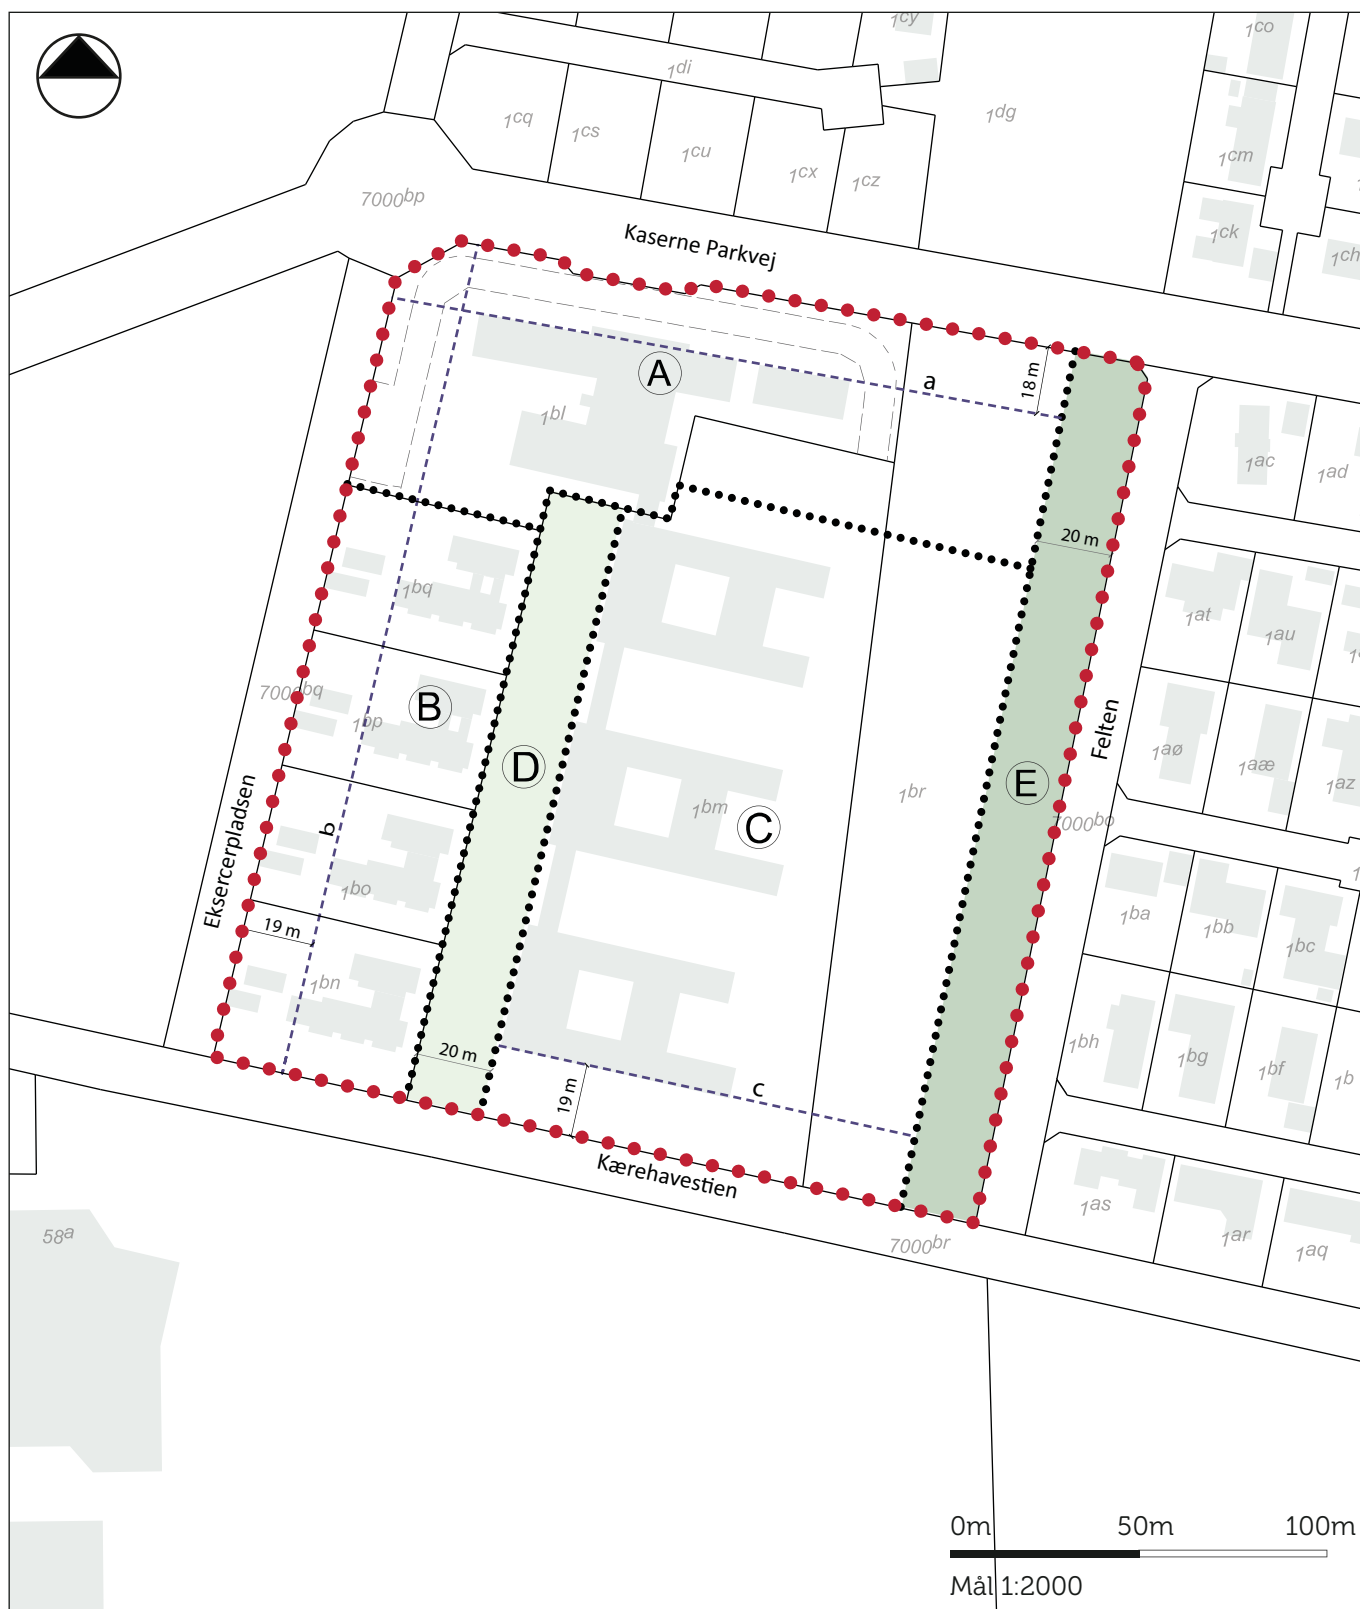 1cy
1co
1di
1dg
1cq
1cs
1cu
1cx
1cz
1cm
7000bp
1ck
1ch
Kaserne Parkvej
18 m
A
a
1bl
1ac
1ad
20 m
1bq
1at
1au
7000bq
1bp
B
D
E
Felten
1aø
1aæ
1az
1bm
C
1br
7000bo
b
Eksercerpladsen
1bo
19 m
1ba
1bb
1bc
1bn
20 m
19 m
c
1bh
1bg
1bf
1b
Kærehavestien
1as
1ar
1aq
7000br
58a
0m 50m 100m
Mål 1:2000